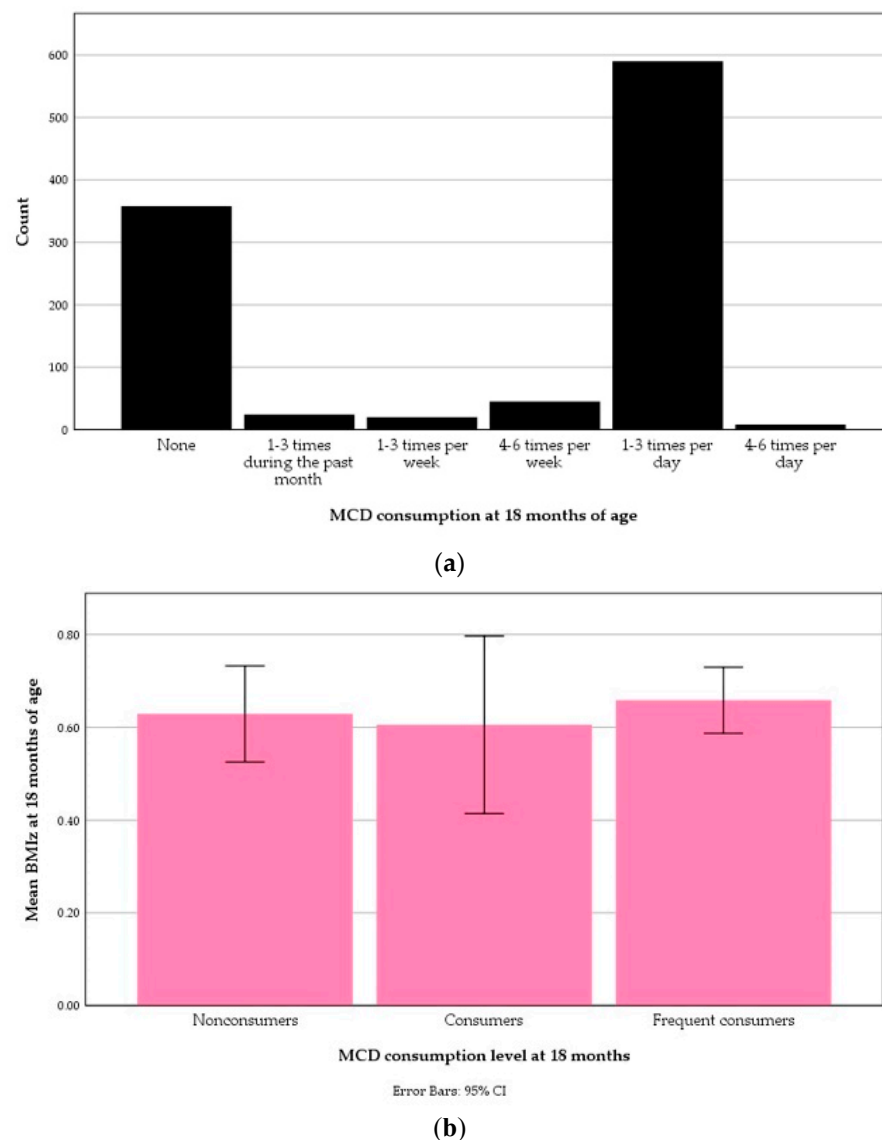 600
500
400
300
200
100
0
Count
None
1-3 times
during the past
month
1-3 times per
week
4-6 times per
week
1-3 times per
day
4-6 times per
day
MCD consumption at 18 months of age
(a)
0.80
0.60
0.40
0.20
0.00
Mean BMIz at 18 months of age
Nonconsumers
Consumers
Frequent consumers
MCD consumption level at 18 months
Error Bars: 95% CI
(b)